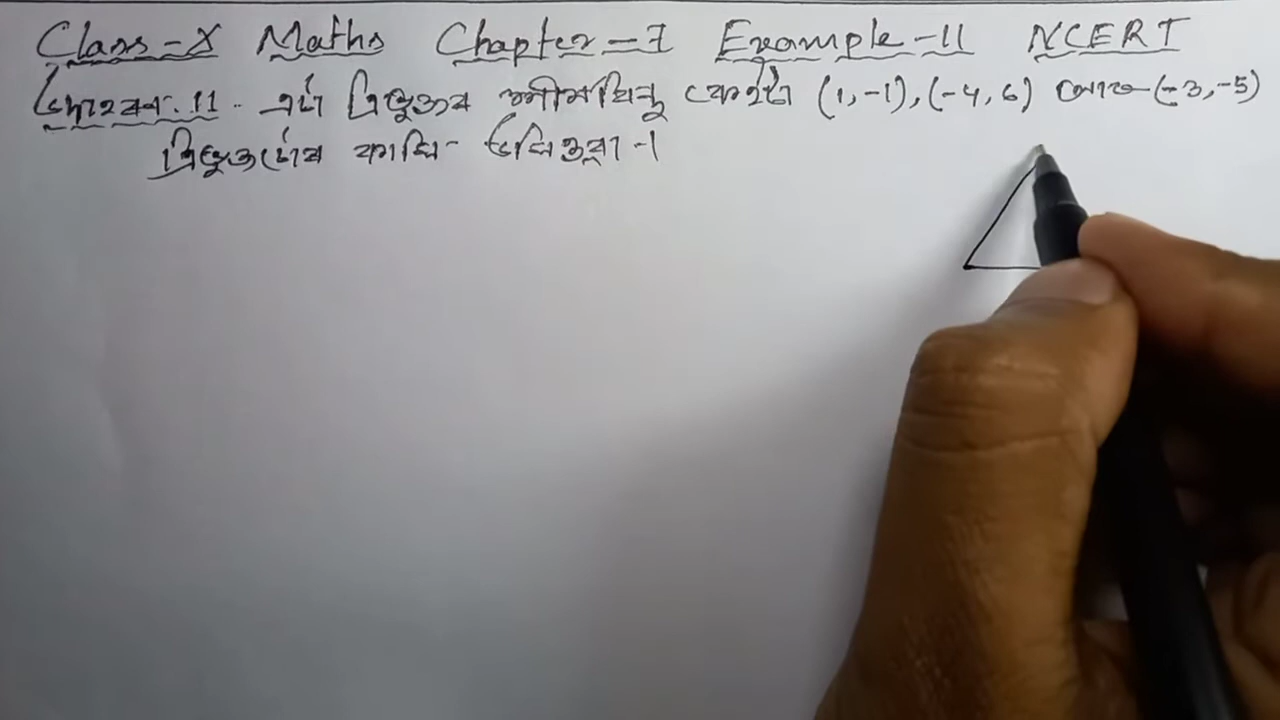 Class-X Maths Chapter-7 Example-11 NCERT
উদাহৰণ.11. এটা ত্ৰিভুজৰ শীৰ্ষবিন্দু কেইটা (1,-1), (-4, 6) আৰু (-3,-5)
ত্ৰিভুজটোৰ কালি উলিওৱা।